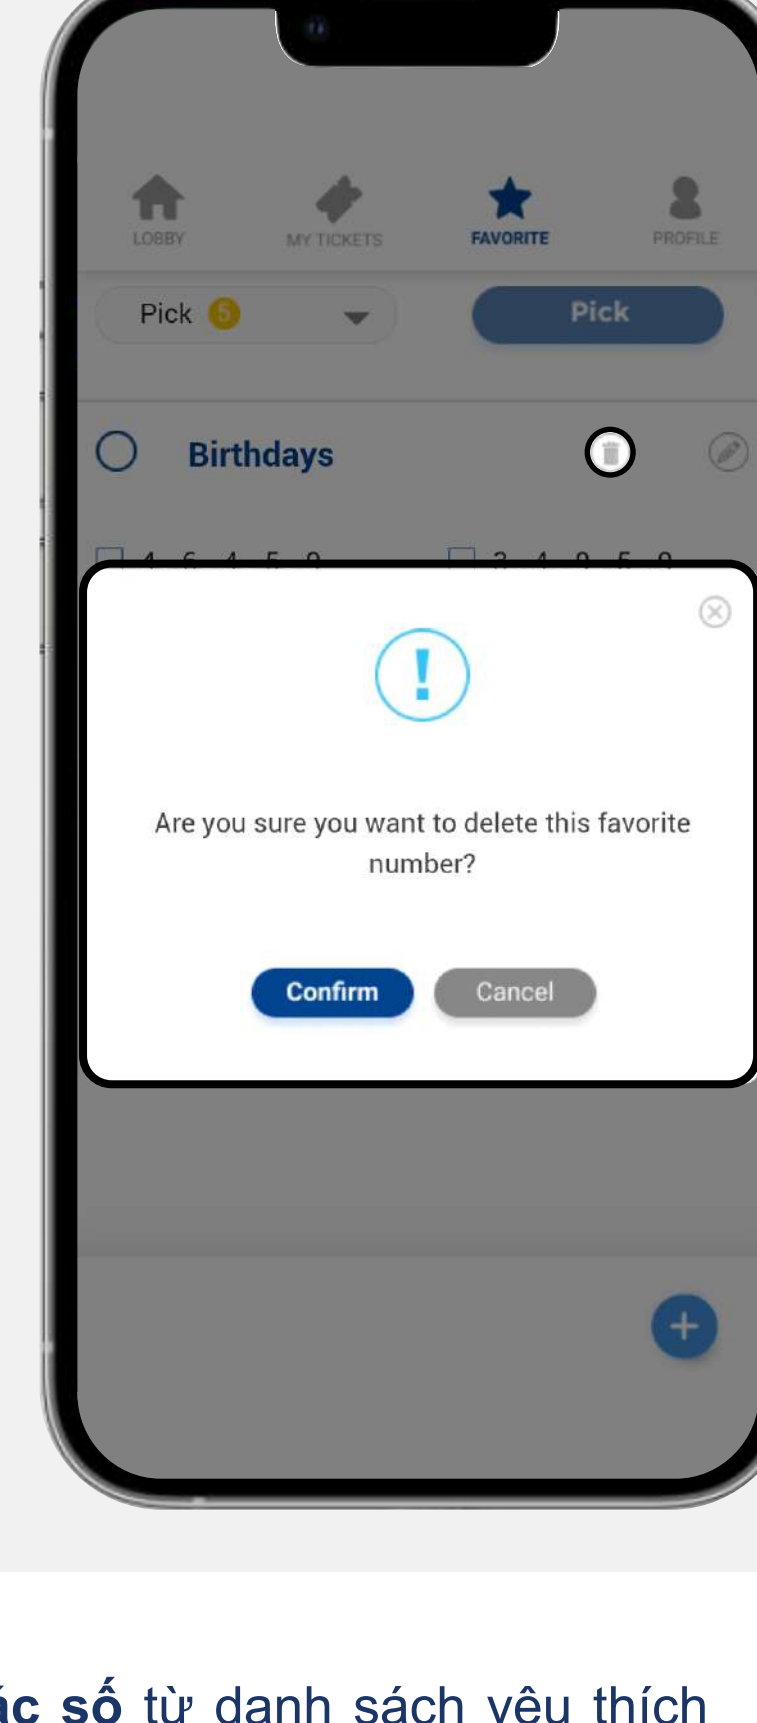 LOBBY MY TICKETS FAVORITE PROFILE
Pick 5 Pick
Birthdays
!
Are you sure you want to delete this favorite
number?
Confirm Cancel
số từ danh sách yêu thích